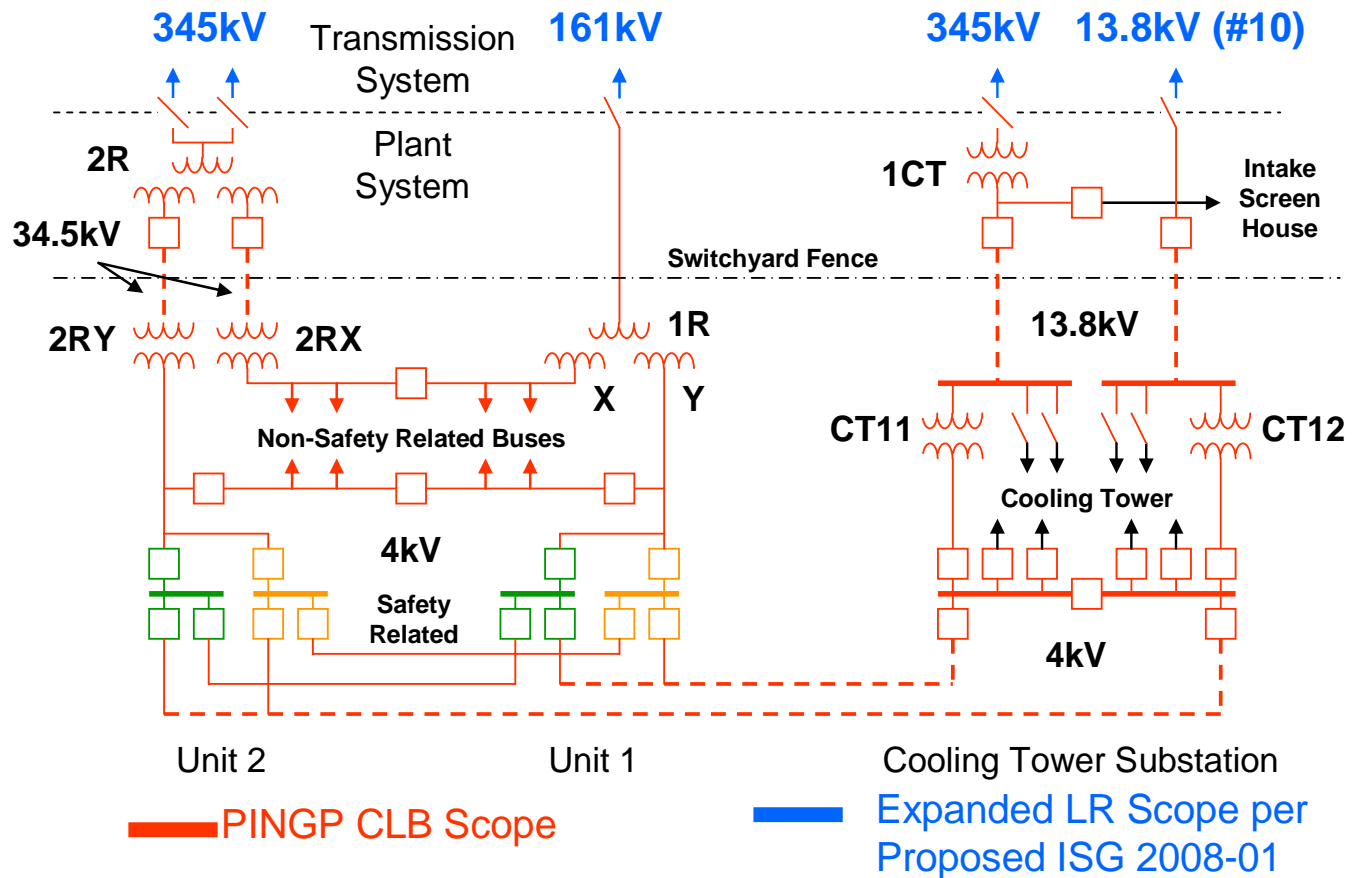 345kV
Transmission
System
161kV
345kV
13.8kV (#10)
2R
Plant
System
1CT
Intake
Screen
House
34.5kV
Switchyard Fence
2RY
2RX
1R
13.8kV
X
Y
Non-Safety Related Buses
CT11
CT12
Cooling Tower
4kV
Safety
Related
4kV
Unit 2
Unit 1
Cooling Tower Substation
PINGP CLB Scope
Expanded LR Scope per
Proposed ISG 2008-01